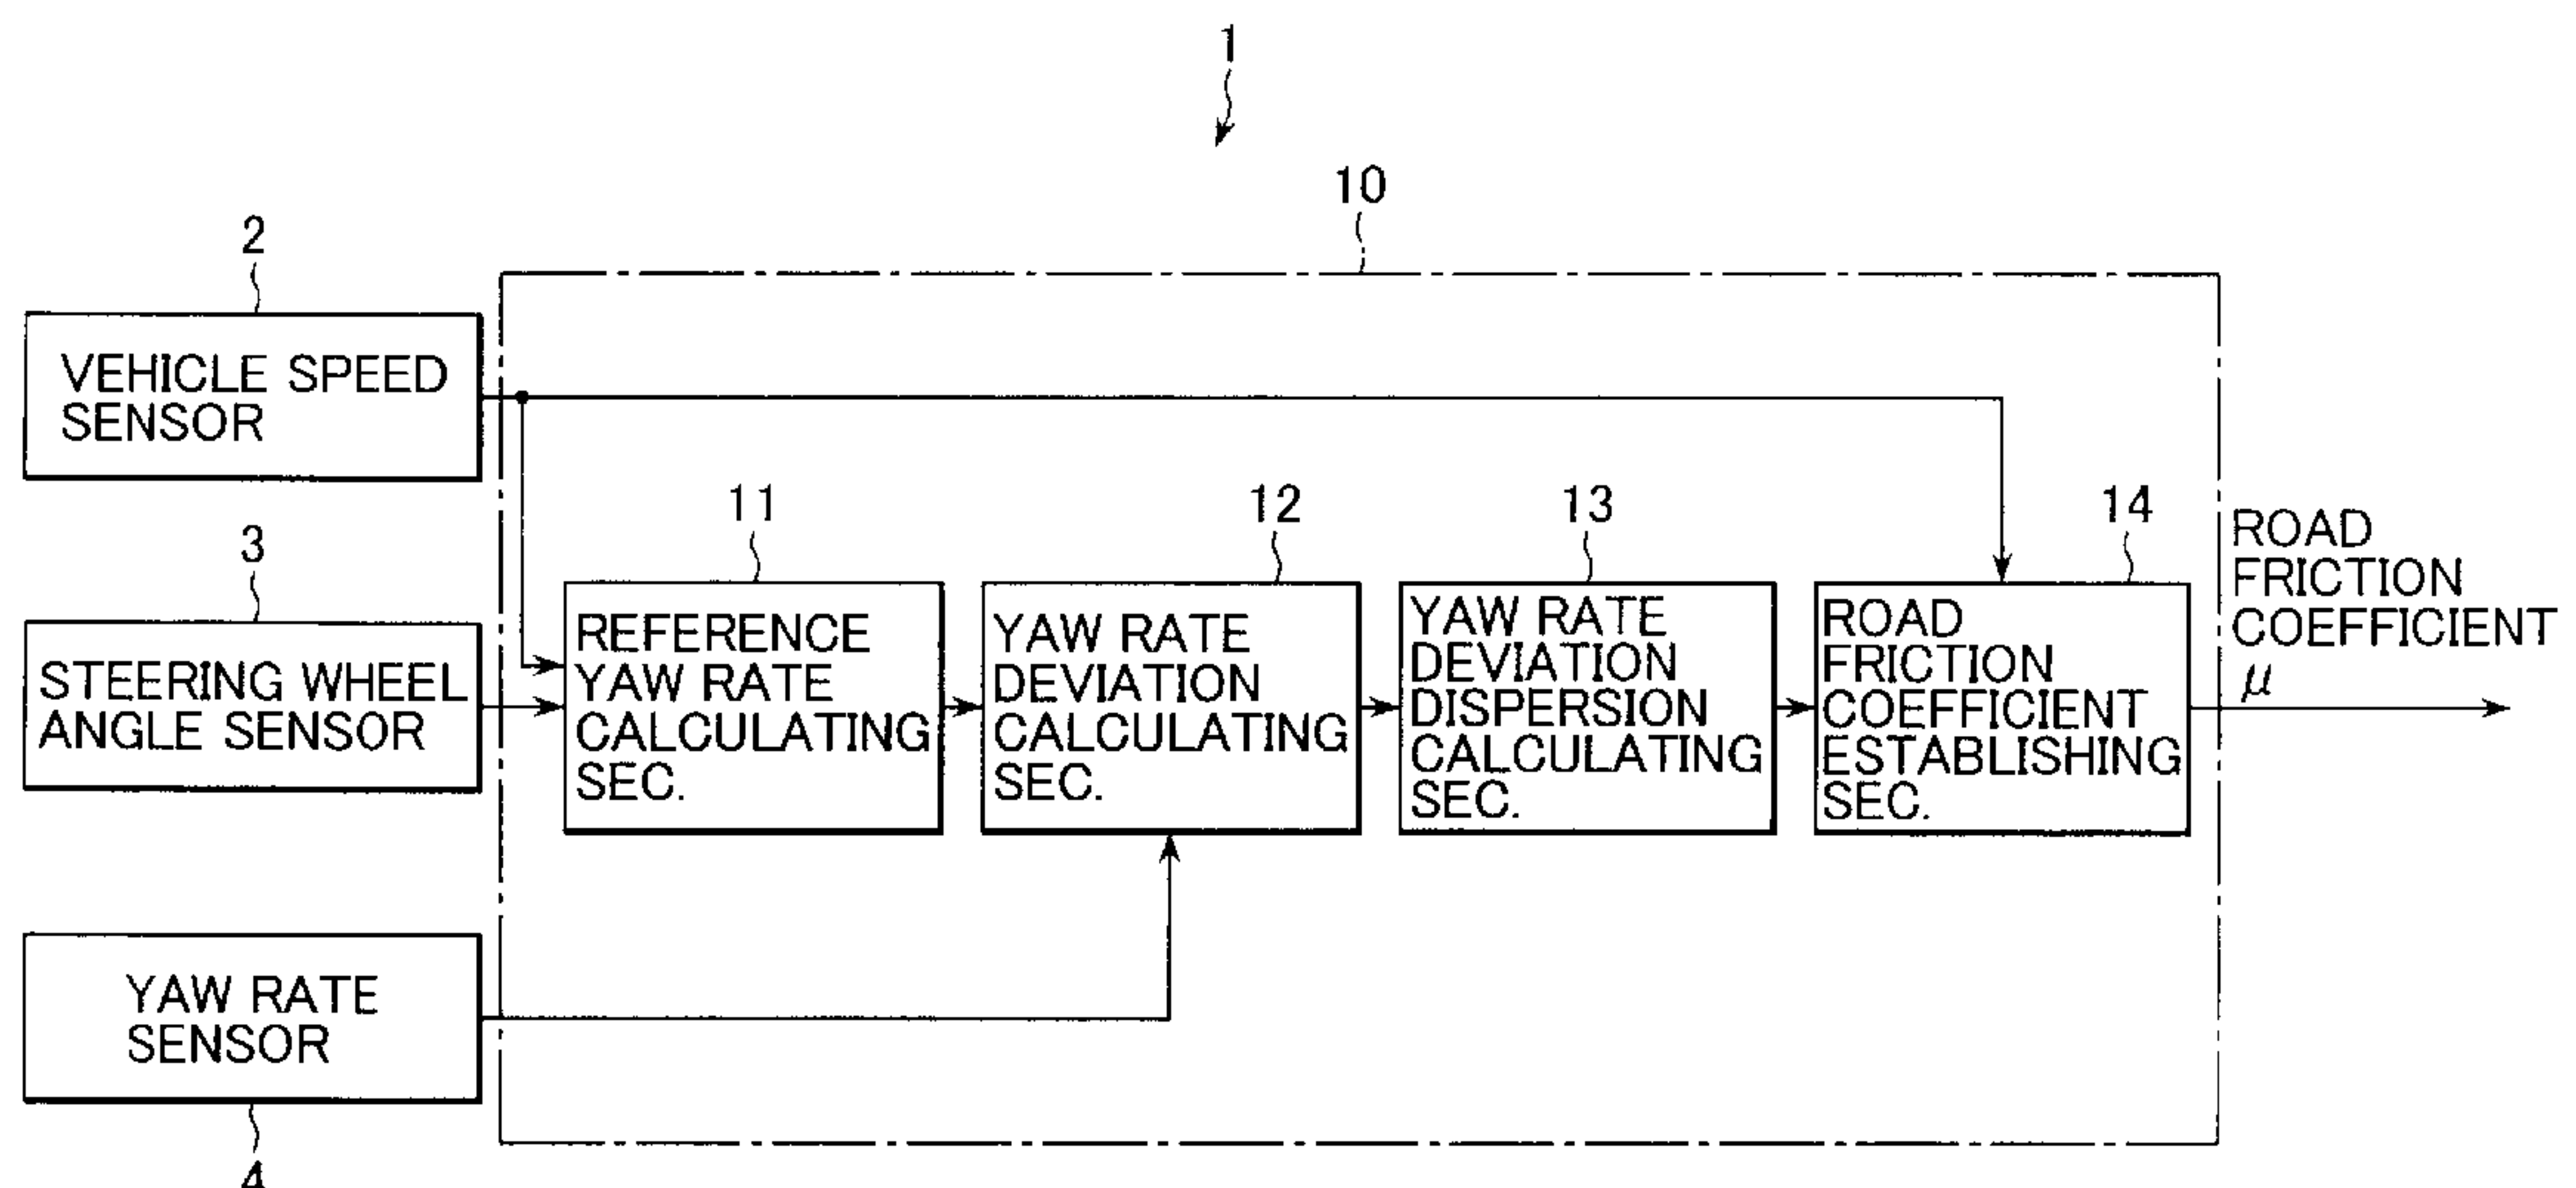 1
10
2
VEHICLE SPEED
SENSOR
3
STEERING WHEEL
ANGLE SENSOR
YAW RATE
SENSOR
4
11
REFERENCE
YAW RATE
CALCULATING
SEC.
12
YAW RATE
DEVIATION
CALCULATING
SEC.
13
YAW RATE
DEVIATION
DISPERSION
CALCULATING
SEC.
14
ROAD
FRICTION
COEFFICIENT
ESTABLISHING
SEC.
ROAD
FRICTION
COEFFICIENT
μ